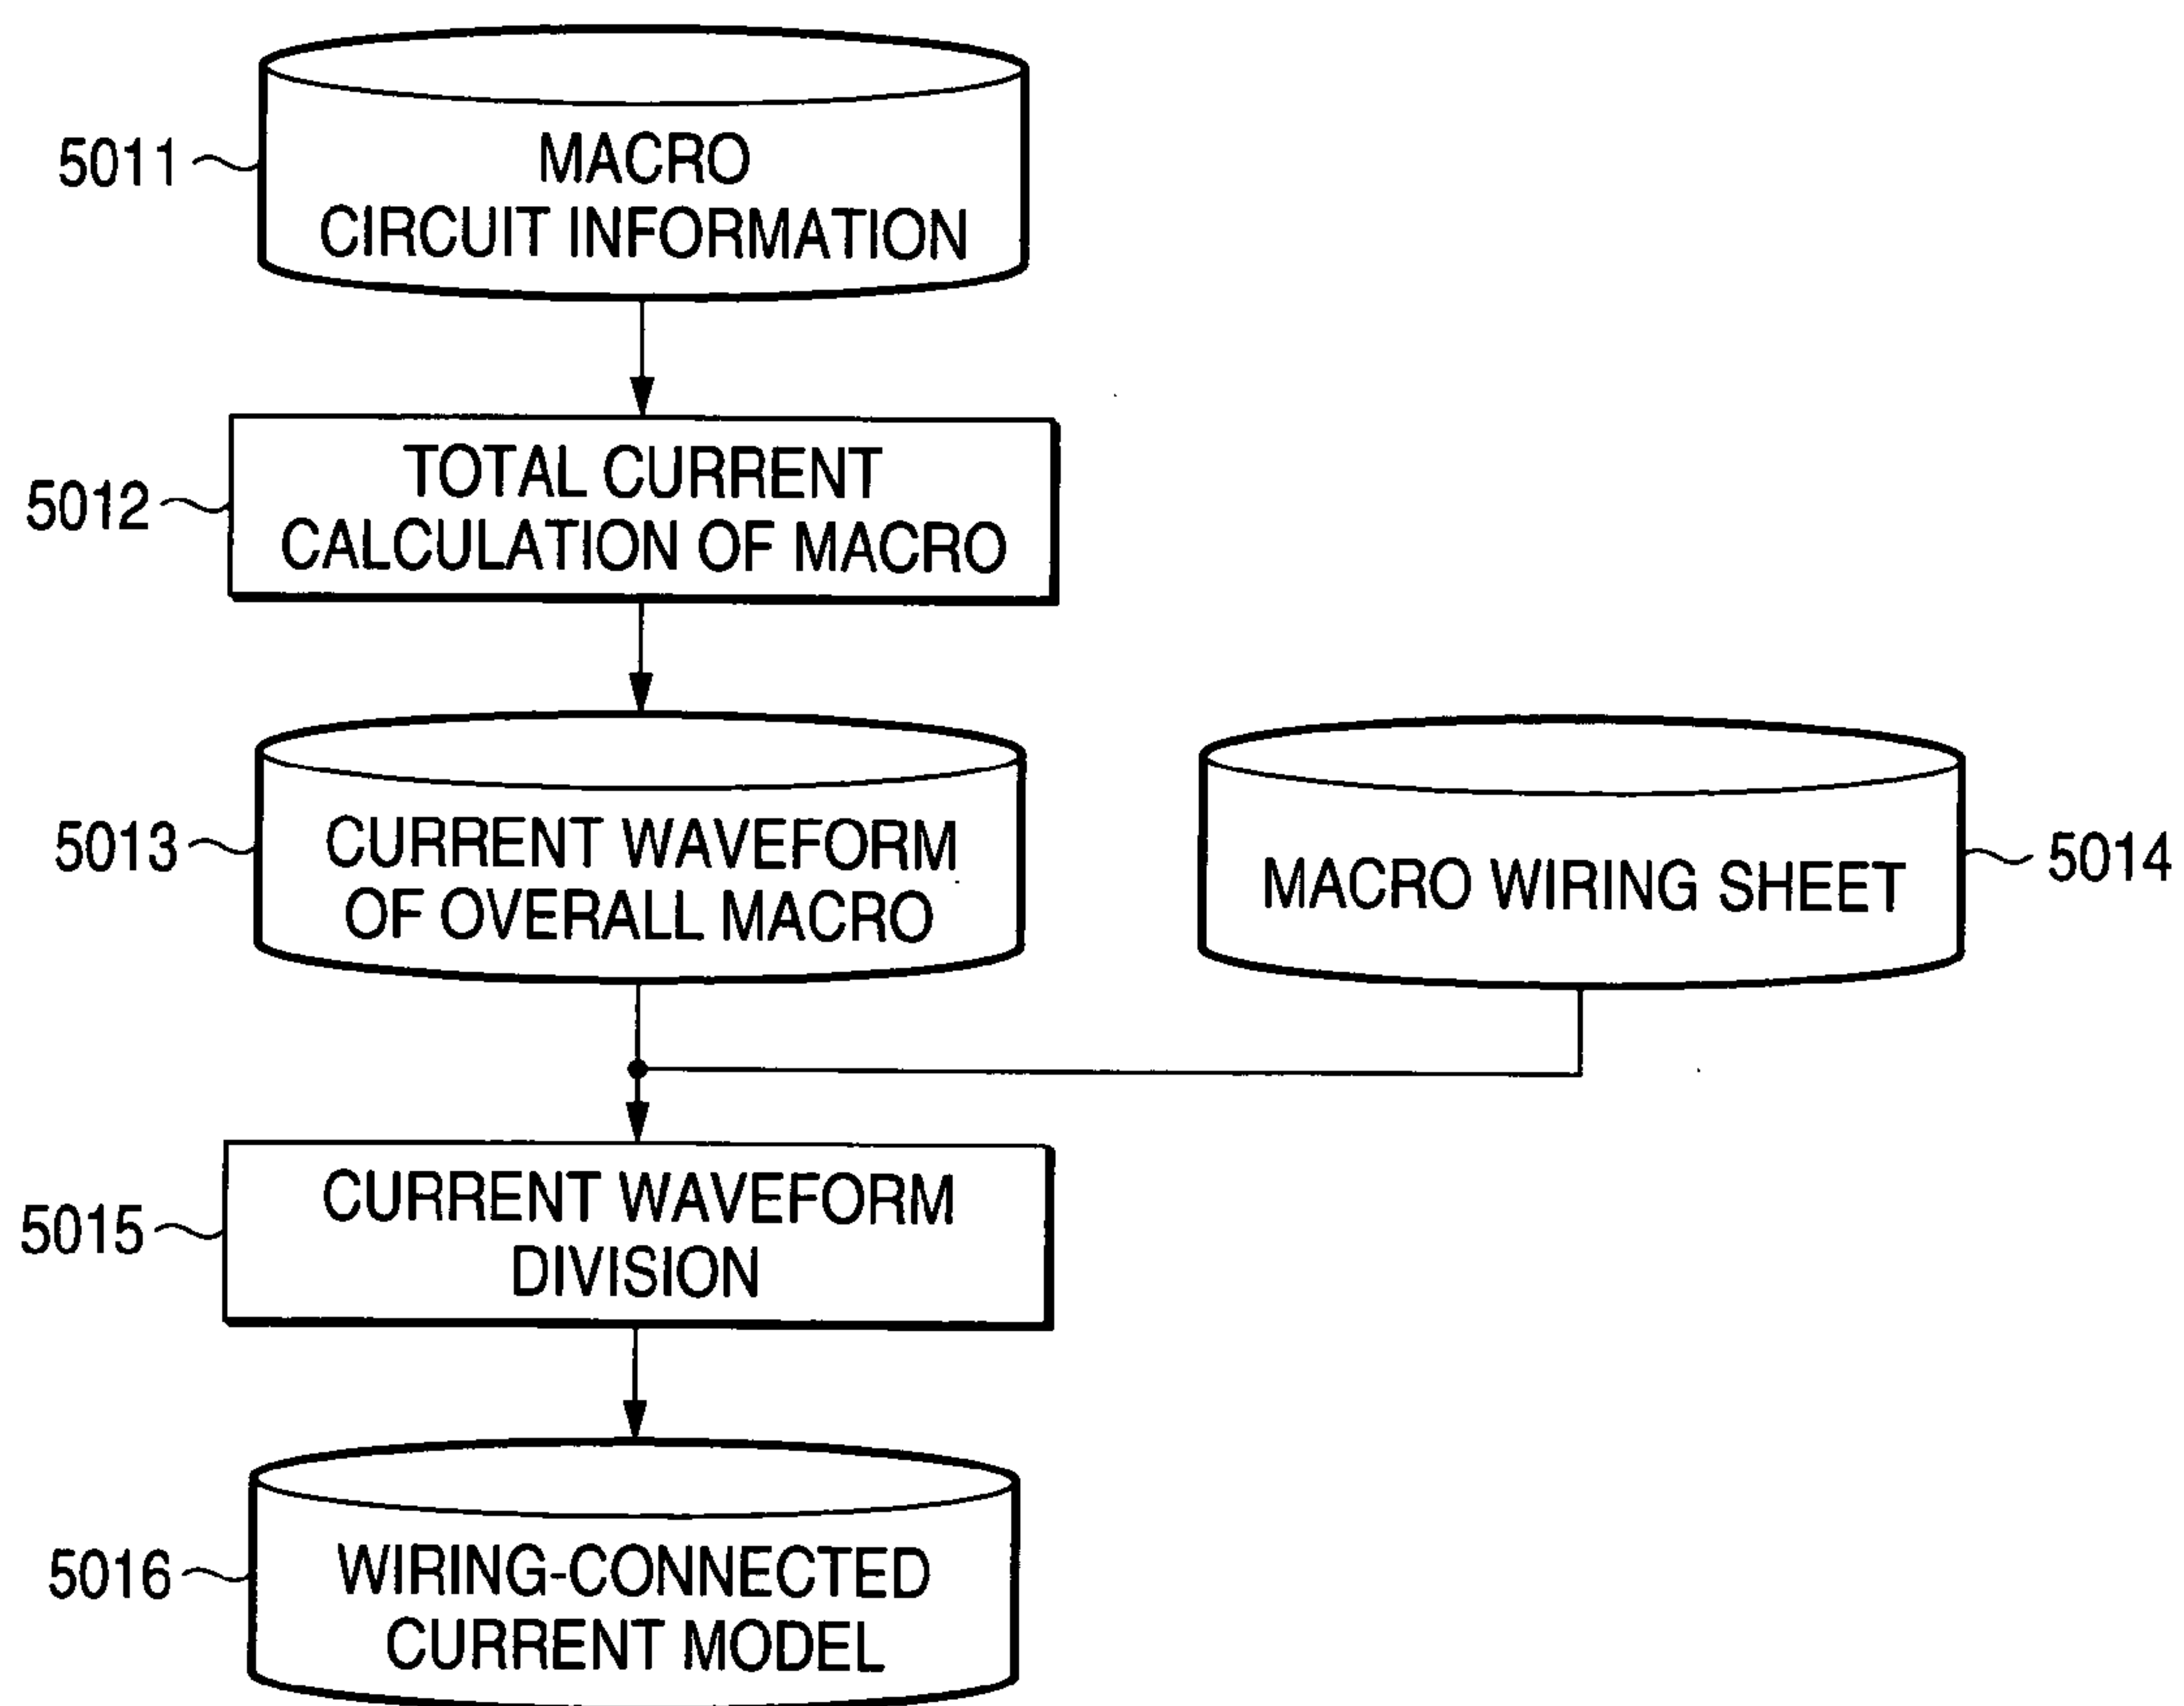 5011
MACRO
CIRCUIT INFORMATION
5012
TOTAL CURRENT
CALCULATION OF MACRO
5013
CURRENT WAVEFORM
OF OVERALL MACRO
MACRO WIRING SHEET
5014
5015
CURRENT WAVEFORM
DIVISION
5016
WIRING-CONNECTED
CURRENT MODEL